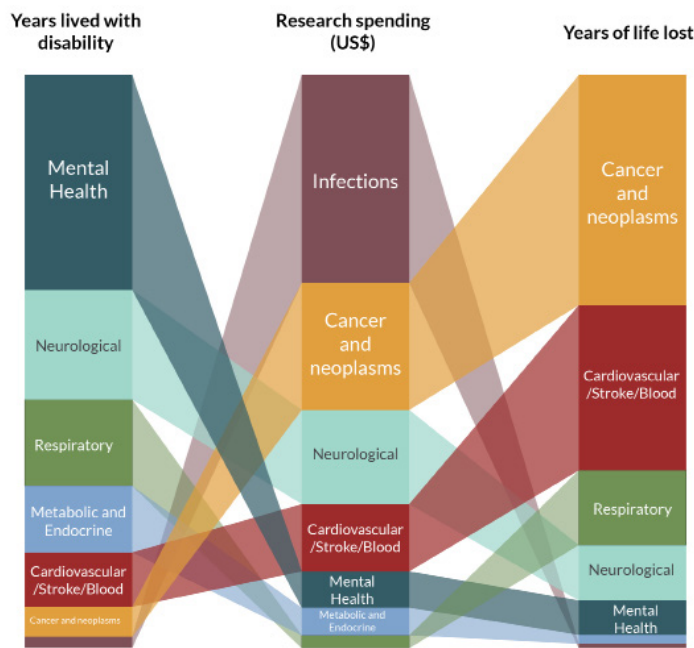 Years lived with
disability
Research spending
(US$)
Years of life lost
Mental
Health
Neurological
Respiratory
Metabolic and
Endocrine
Cardiovascular
/Stroke/Blood
Cancer and neoplasms
Infections
Cancer
and
neoplasms
Neurological
Cardiovascular
/Stroke/Blood
Mental
Health
Metabolic and
Endocrine
Cancer
and
neoplasms
Cardiovascular
/Stroke/Blood
Respiratory
Neurological
Mental
Health